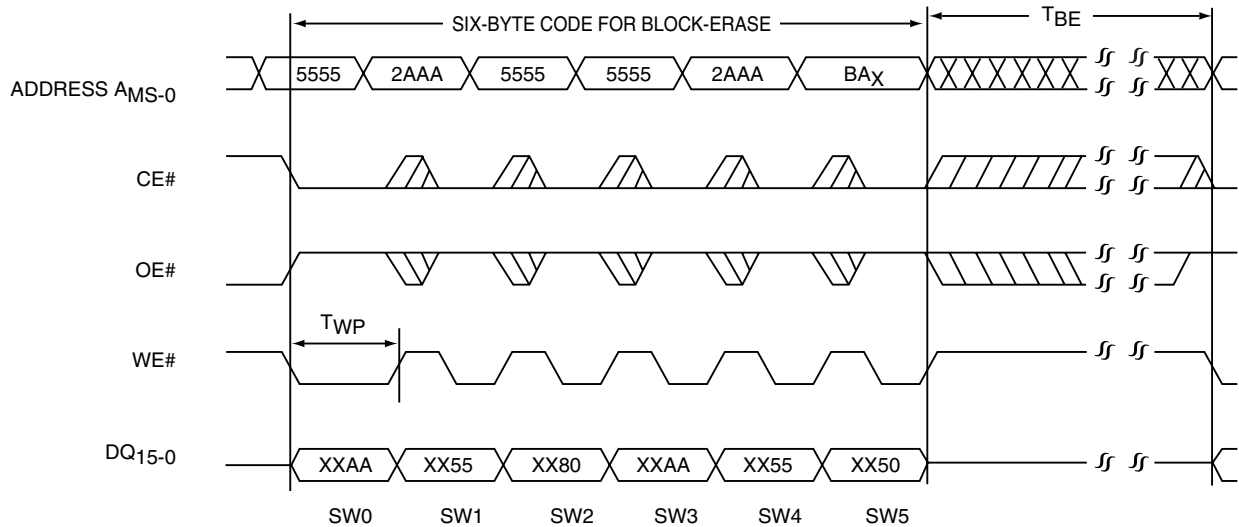 SIX-BYTE CODE FOR BLOCK-ERASE TBE
ADDRESS AMS-0 5555 2AAA 5555 5555 2AAA BAX
CE#
OE#
TWP
WE#
DQ15-0 XXAA XX55 XX80 XXAA XX55 XX50
SW0 SW1 SW2 SW3 SW4 SW5